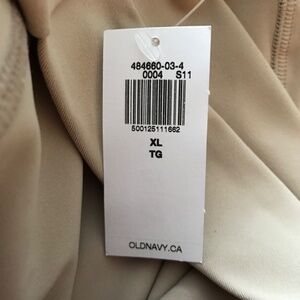 484660-03-4
0004 S11
500125111662
XL
TG
OLDNAVY.CA